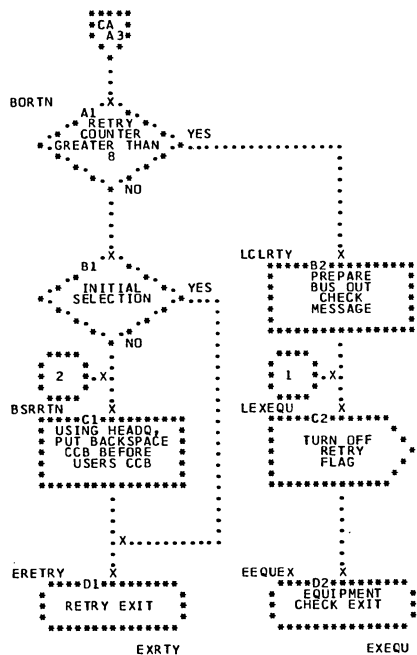 CA
A3
BORTN
A1
RETRY
COUNTER
GREATER THAN
8
YES
NO
LCLRTY
B1
INITIAL
SELECTION
YES
NO
B2
PREPARE
BUS OUT
CHECK
MESSAGE
2
X
1
X
BSRRTN
C1
USING HEADQ,
PUT BACKSPACE
CCB BEFORE
USERS CCB
LEXEQU
C2
TURN OFF
RETRY
FLAG
X
ERETRY
D1
RETRY EXIT
EXRTY
EEQUEX
D2
EQUIPMENT
CHECK EXIT
EXEQU